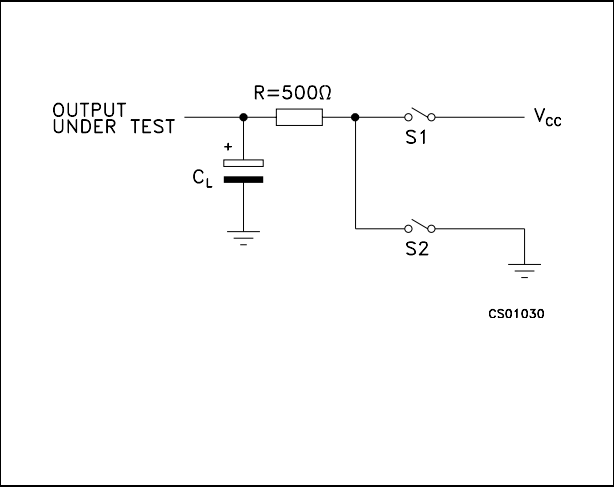 R=500Ω
OUTPUT
UNDER TEST
VCC
S1
+
CL
S2
CS01030